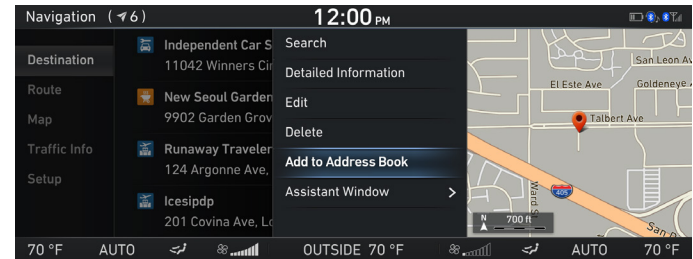 Navigation ( 6)
12:00 PM
Destination
Route
Map
Traffic Info
Setup
Independent Car S
11042 Winners Cir
New Seoul Garden
9902 Garden Grov
Runaway Traveler
124 Argonne Ave,
Icesipdp
201 Covina Ave, Lo
Search
Detailed Information
Edit
Delete
Add to Address Book
Assistant Window >
San Leon Av
El Este Ave
Goldeneye
Talbert Ave
Ward St
405
San D
N
700 ft
70 °F
AUTO
OUTSIDE 70 °F
AUTO
70 °F